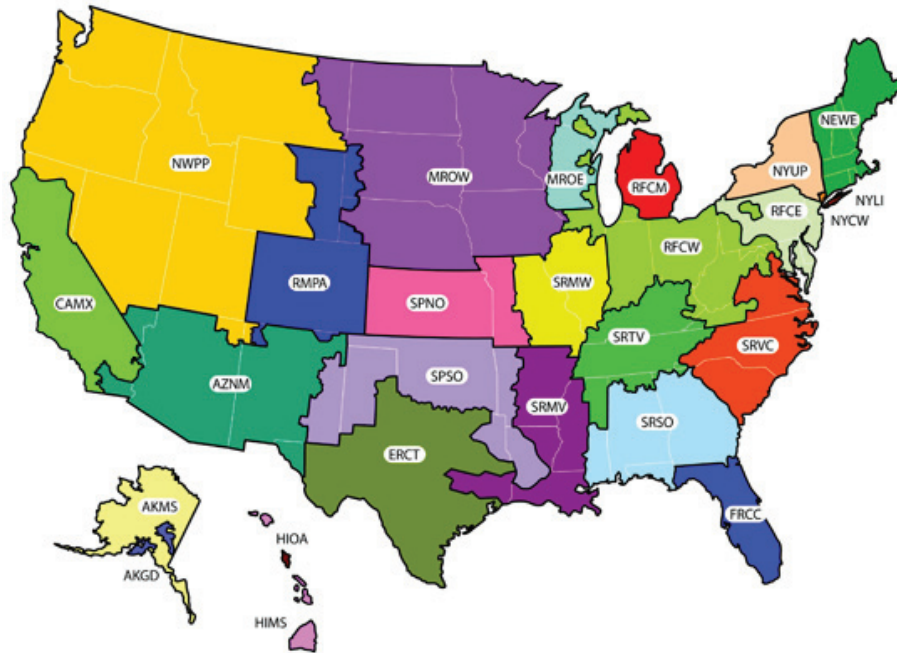 NEWE
NWPP
NYUP
MROW
MROE
RFCM
NYLI
RFCE
NYCW
RFCW
RMPA
SRMW
CAMX
SPNO
SRTV
SRVC
AZNM
SPSO
SRMV
SRSO
ERCT
AKMS
FRCC
HIOA
AKGD
HIMS